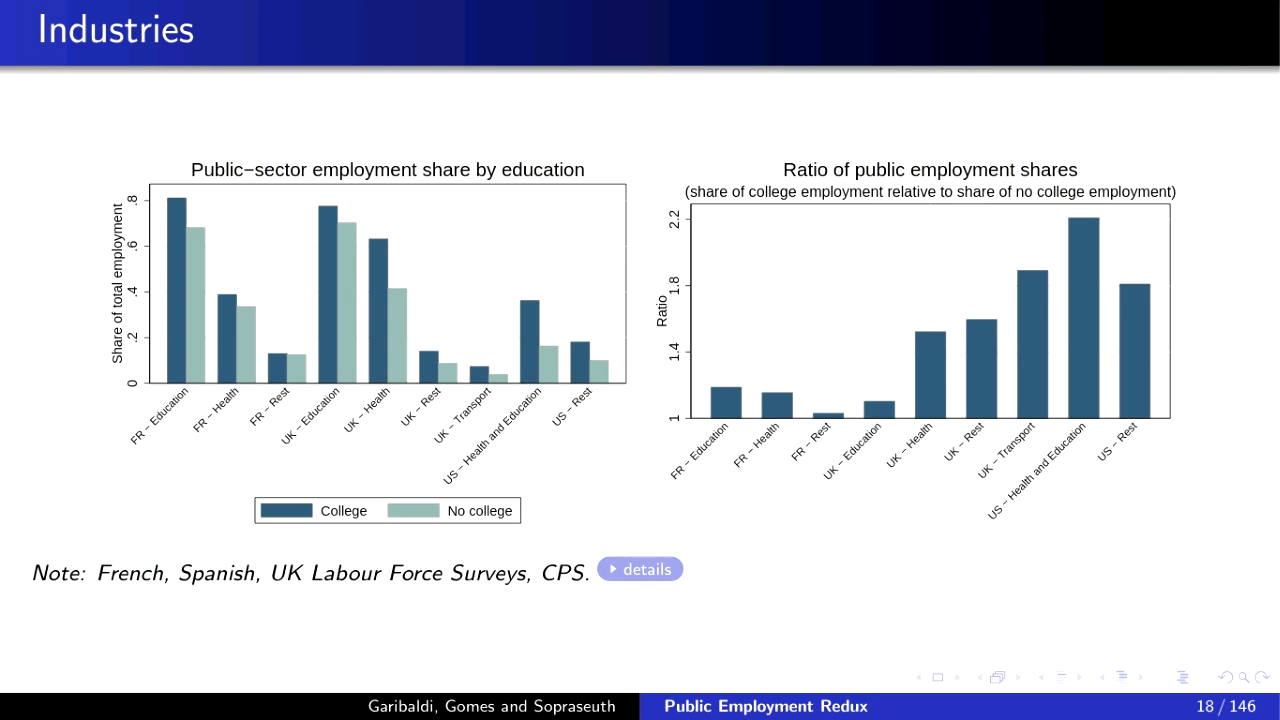 Industries
Public−sector employment share by education
Share of total employment
0 .2 .4 .6 .8
FR − Education
FR − Health
FR − Rest
UK − Education
UK − Health
UK − Rest
UK − Transport
US − Health and Education
US − Rest
College No college
Ratio of public employment shares
(share of college employment relative to share of no college employment)
Ratio
1 1.4 1.8 2.2
FR − Education
FR − Health
FR − Rest
UK − Education
UK − Health
UK − Rest
UK − Transport
US − Health and Education
US − Rest
Note: French, Spanish, UK Labour Force Surveys, CPS. details
Garibaldi, Gomes and Sopraseuth Public Employment Redux 18 / 146